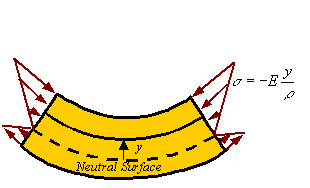 σ = −E y/ρ
y
Neutral Surface